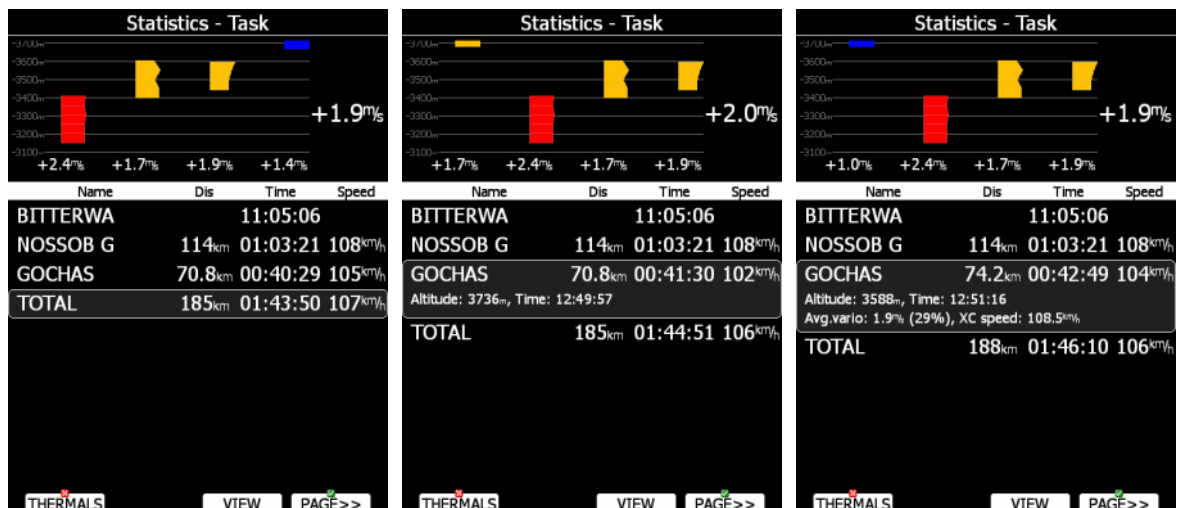 Statistics - Task
-3700m
-3600m
-3500m
-3400m
-3300m
-3200m
-3100m
+1.9m/s
+2.4m/s +1.7m/s +1.9m/s +1.4m/s
Name Dis Time Speed
BITTERWA 11:05:06
NOSSOB G 114km 01:03:21 108km/h
GOCHAS 70.8km 00:40:29 105km/h
TOTAL 185km 01:43:50 107km/h
THERMALS VIEW PAGE>>
Statistics - Task
-3700m
-3600m
-3500m
-3400m
-3300m
-3200m
-3100m
+2.0m/s
+1.7m/s +2.4m/s +1.7m/s +1.9m/s
Name Dis Time Speed
BITTERWA 11:05:06
NOSSOB G 114km 01:03:21 108km/h
GOCHAS 70.8km 00:41:30 102km/h
Altitude: 3736m, Time: 12:49:57
TOTAL 185km 01:44:51 106km/h
THERMALS VIEW PAGE>>
Statistics - Task
-3700m
-3600m
-3500m
-3400m
-3300m
-3200m
-3100m
+1.9m/s
+1.0m/s +2.4m/s +1.7m/s +1.9m/s
Name Dis Time Speed
BITTERWA 11:05:06
NOSSOB G 114km 01:03:21 108km/h
GOCHAS 74.2km 00:42:49 104km/h
Altitude: 3588m, Time: 12:51:16
Avg.vario: 1.9m/s (29%), XC speed: 108.5km/h
TOTAL 188km 01:46:10 106km/h
THERMALS VIEW PAGE>>